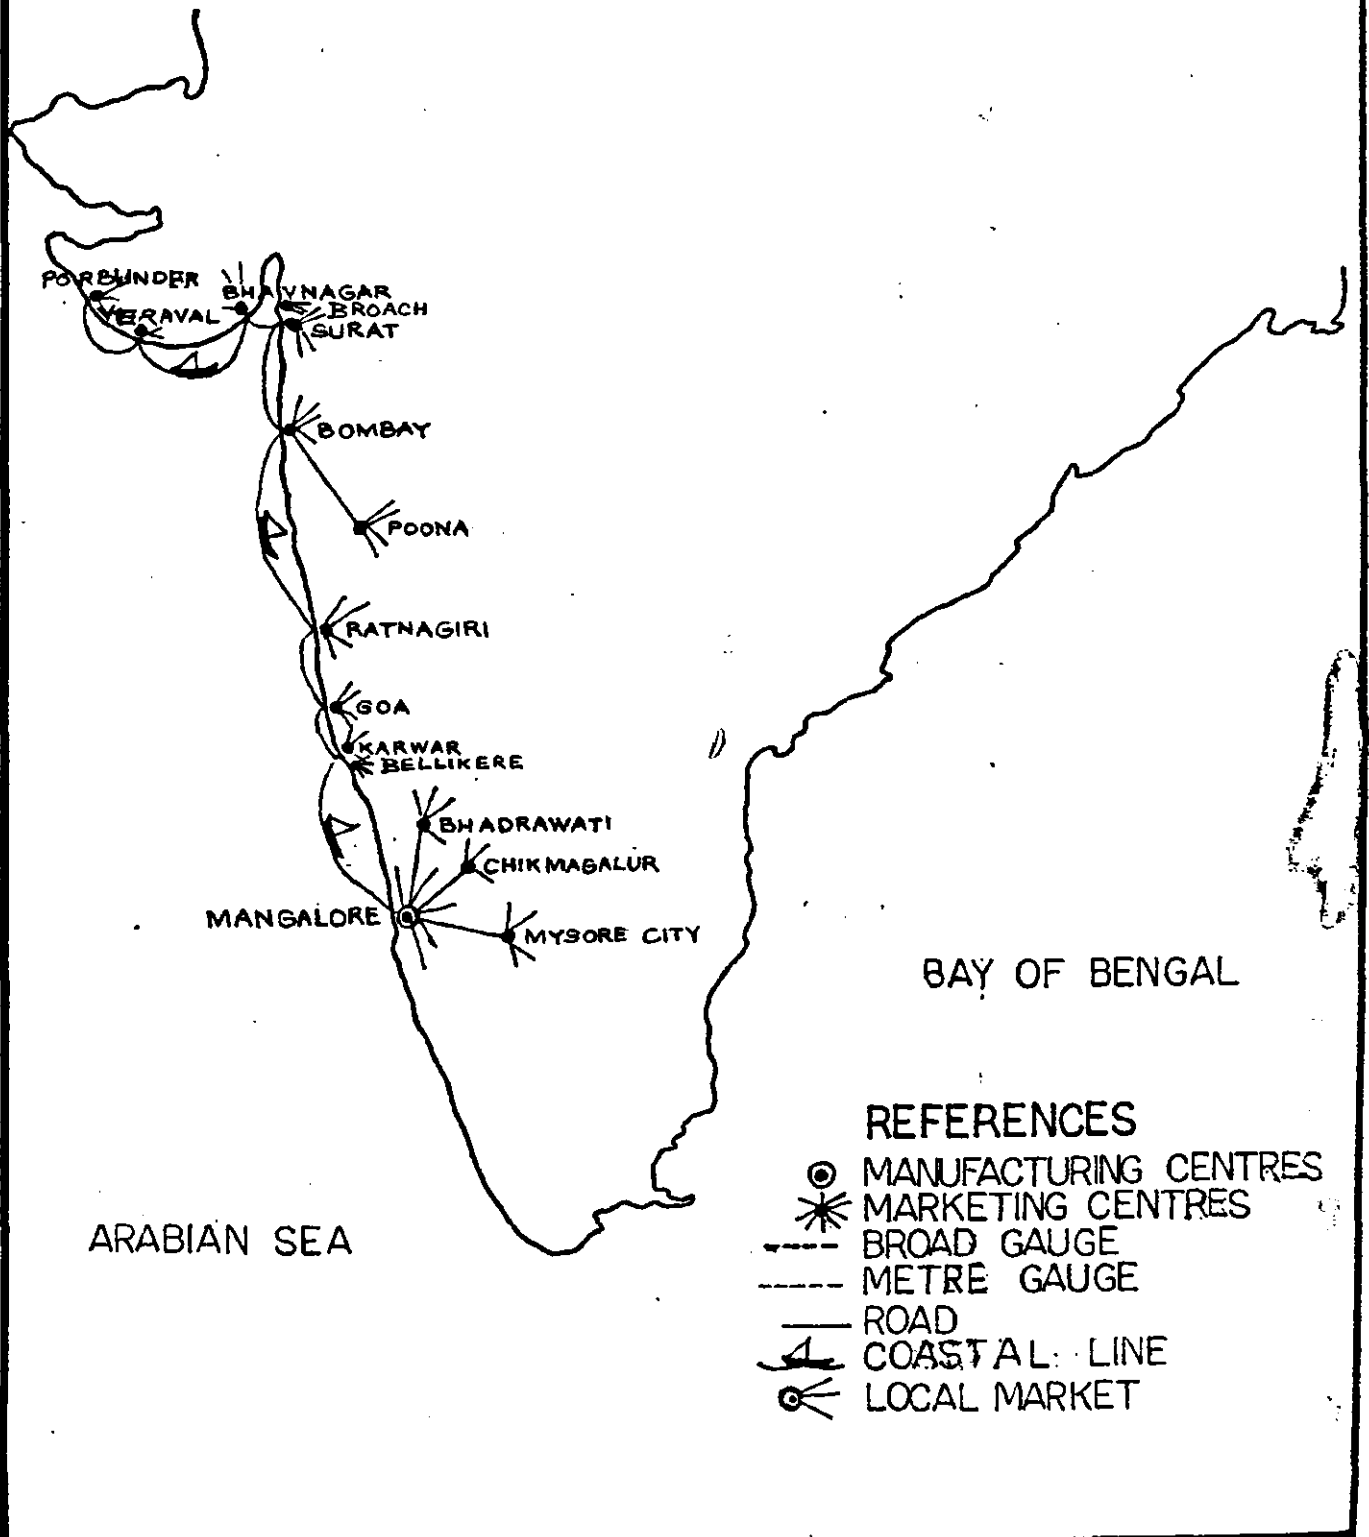 PORBUNDER
BHAVNAGAR
BROACH
VERAVAL
SURAT
BOMBAY
POONA
RATNAGIRI
GOA
KARWAR
BELLIKERE
BHADRAWATI
CHIKMAGALUR
MANGALORE
MYSORE CITY
BAY OF BENGAL
ARABIAN SEA
REFERENCES
MANUFACTURING CENTRES
MARKETING CENTRES
BROAD GAUGE
METRE GAUGE
ROAD
COASTAL LINE
LOCAL MARKET